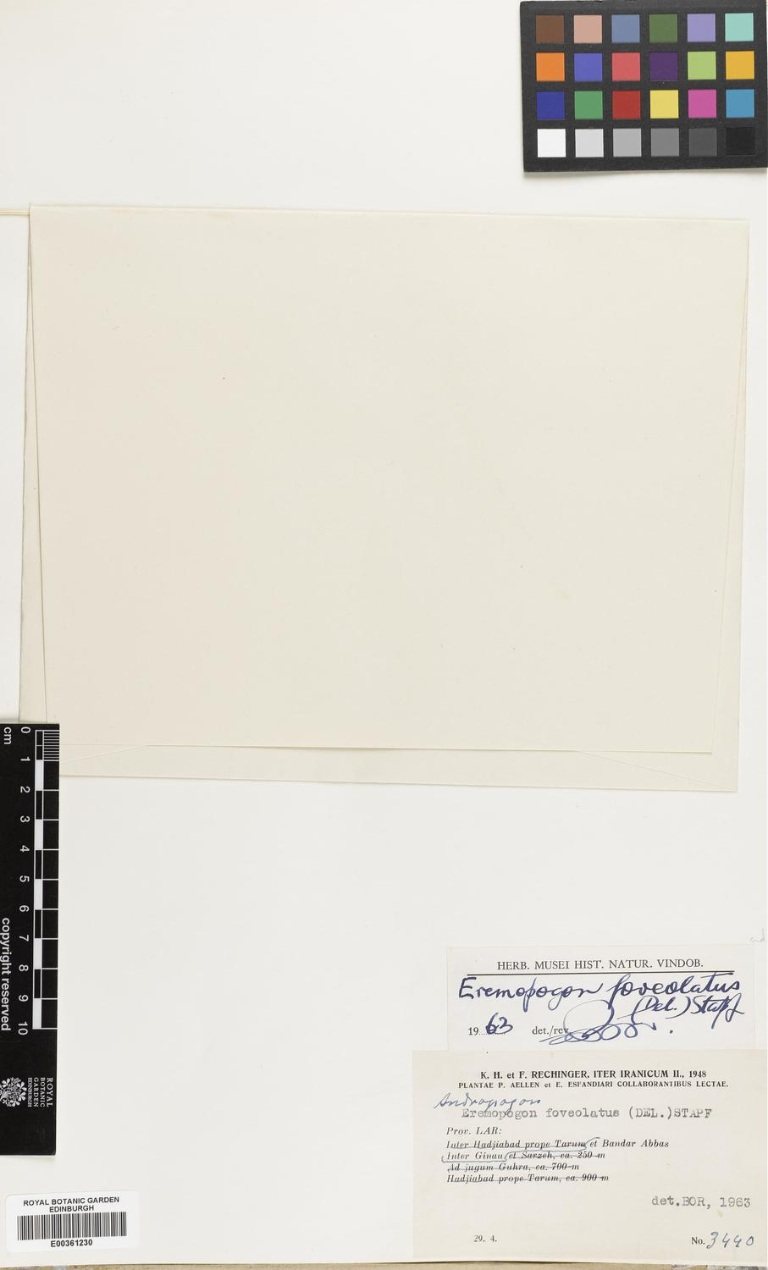 0 1 2 3 4 5 6 7 8 9 10
cm
copyright reserved
ROYAL
BOTANIC
GARDEN
EDINBURGH
HERB. MUSEI HIST. NATUR. VINDOB.
Eremopogon foveolatus
(Del.) Stapf
19 63 det./rev. Bor.
K. H. et F. RECHINGER, ITER IRANICUM II., 1948
PLANTAE P. AELLEN et E. ESFANDIARI COLLABORANTIBUS LECTAE.
Andropogon
Eremopogon foveolatus (DEL.)STAPF
Prov. LAR:
Inter Hadjiabad prope Tarum et Bandar Abbas
Inter Ginau et Sarzeh, ca. 250 m
Ad jugum Guhra, ca. 700 m
Hadjiabad prope Tarum, ca. 900 m
det.BOR, 1963
29. 4.
No. 3440
ROYAL BOTANIC GARDEN
EDINBURGH
E00361230